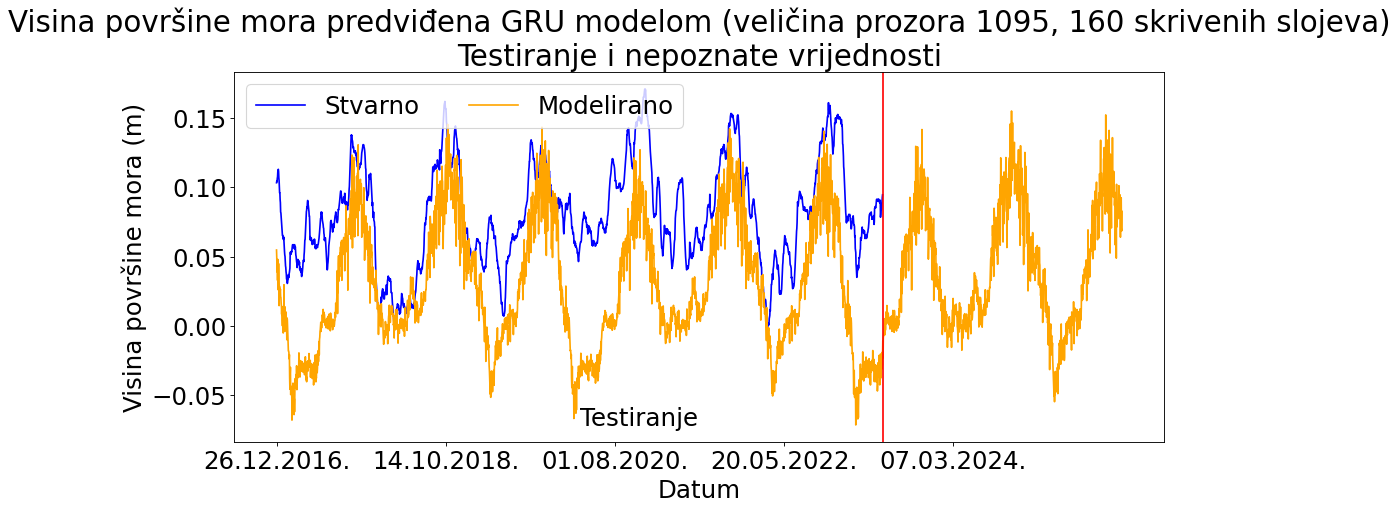 Visina površine mora predviđena GRU modelom (veličina prozora 1095, 160 skrivenih slojeva)
Testiranje i nepoznate vrijednosti
Stvarno Modelirano
Visina površine mora (m)
0.15
0.10
0.05
0.00
−0.05
Testiranje
26.12.2016. 14.10.2018. 01.08.2020. 20.05.2022. 07.03.2024.
Datum